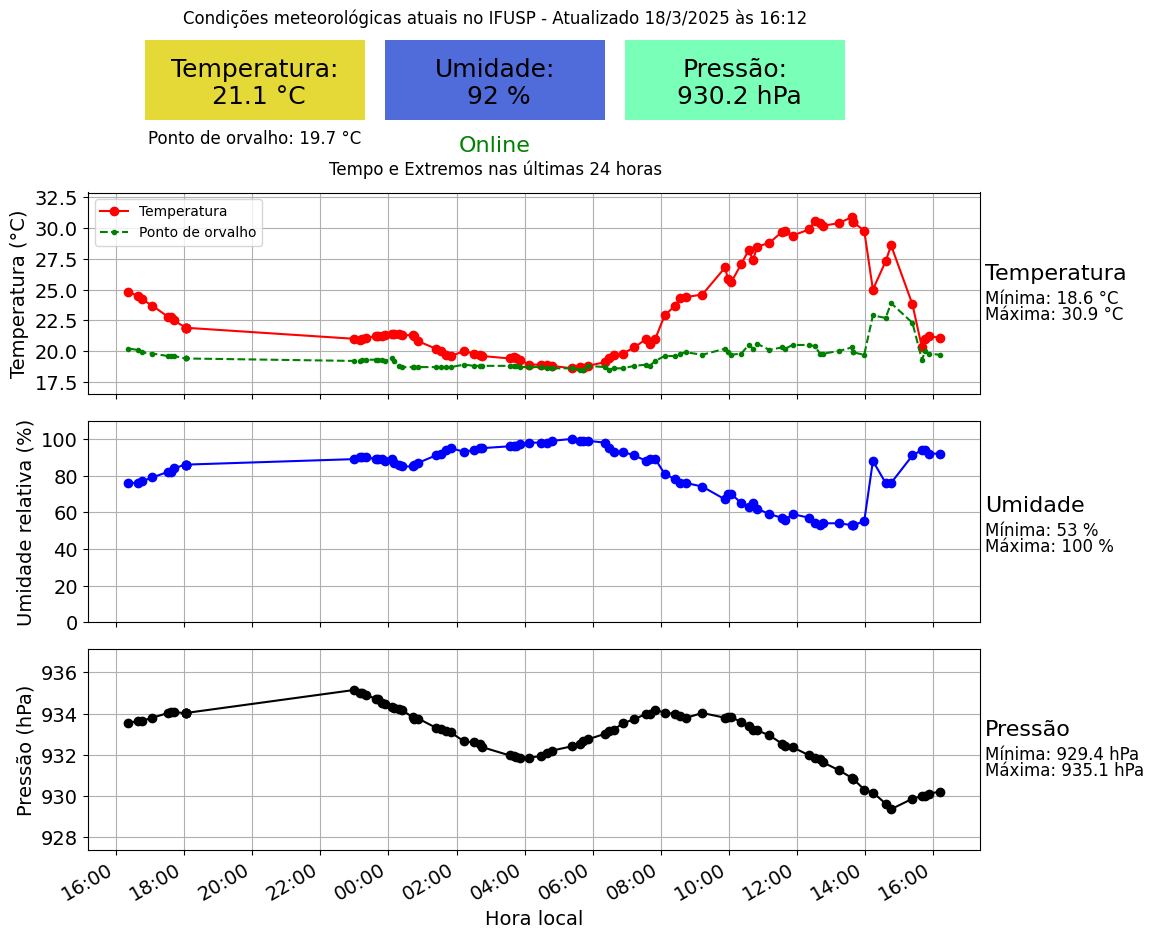 Condições meteorológicas atuais no IFUSP - Atualizado 18/3/2025 às 16:12
Temperatura:
21.1 °C
Umidade:
92 %
Pressão:
930.2 hPa
Ponto de orvalho: 19.7 °C
Online
Tempo e Extremos nas últimas 24 horas
Temperatura (°C)
32.5
30.0
27.5
25.0
22.5
20.0
17.5
Temperatura
Ponto de orvalho
Temperatura
Mínima: 18.6 °C
Máxima: 30.9 °C
Umidade relativa (%)
100
80
60
40
20
0
Umidade
Mínima: 53 %
Máxima: 100 %
Pressão (hPa)
936
934
932
930
928
Pressão
Mínima: 929.4 hPa
Máxima: 935.1 hPa
16:00 18:00 20:00 22:00 00:00 02:00 04:00 06:00 08:00 10:00 12:00 14:00 16:00
Hora local